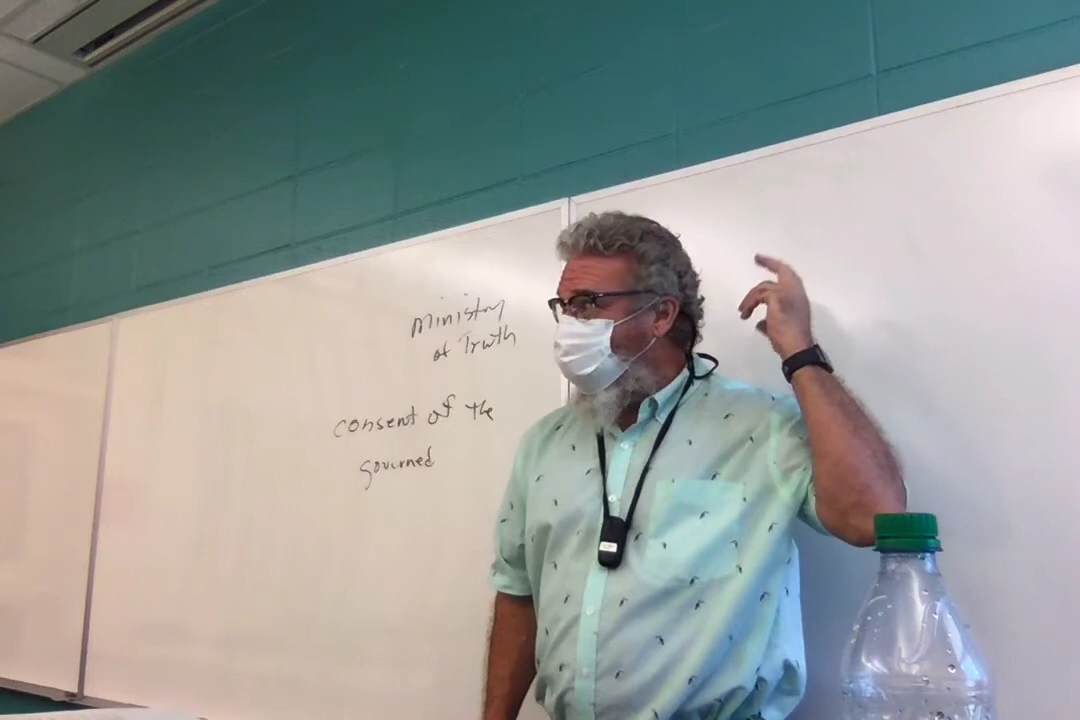 ministry
of Truth
consent of the
governed